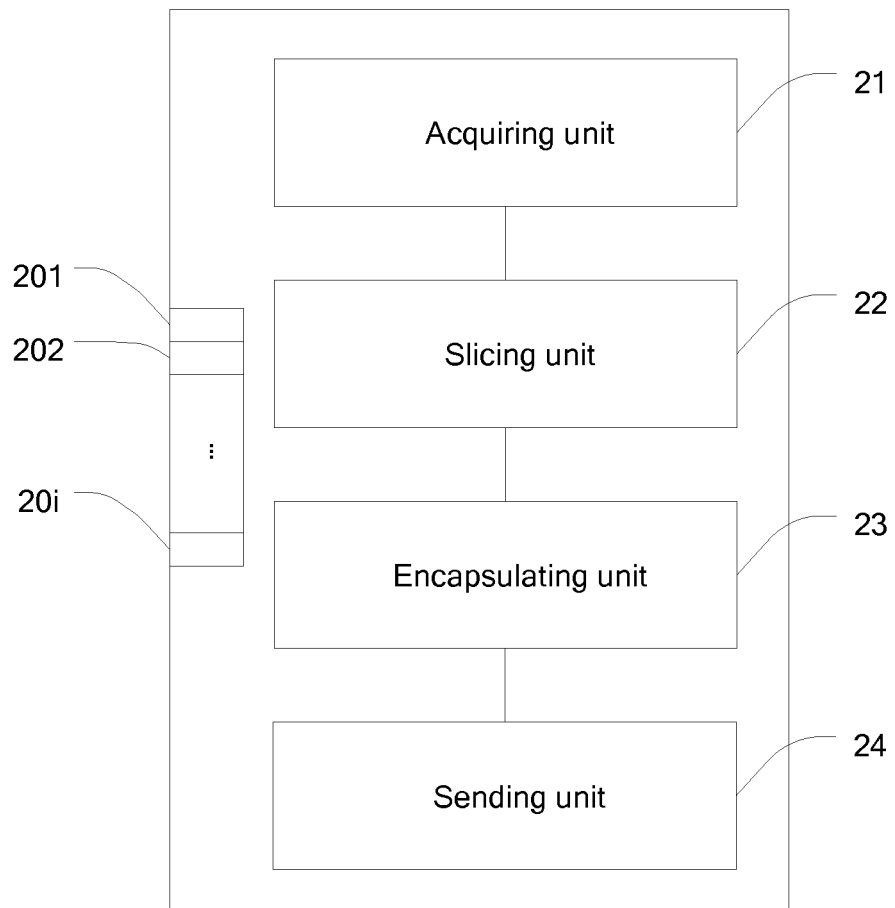 21
Acquiring unit
201
22
202
Slicing unit
...
20i
23
Encapsulating unit
24
Sending unit